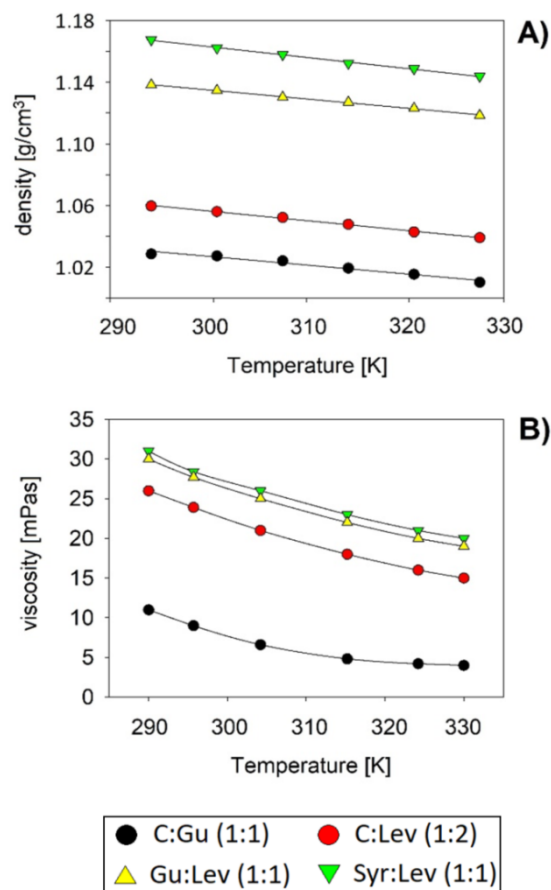 A)
density [g/cm³]
1.18
1.14
1.10
1.06
1.02
290 300 310 320 330
Temperature [K]
B)
viscosity [mPas]
35
30
25
20
15
10
5
0
290 300 310 320 330
Temperature [K]
C:Gu (1:1) C:Lev (1:2)
Gu:Lev (1:1) Syr:Lev (1:1)